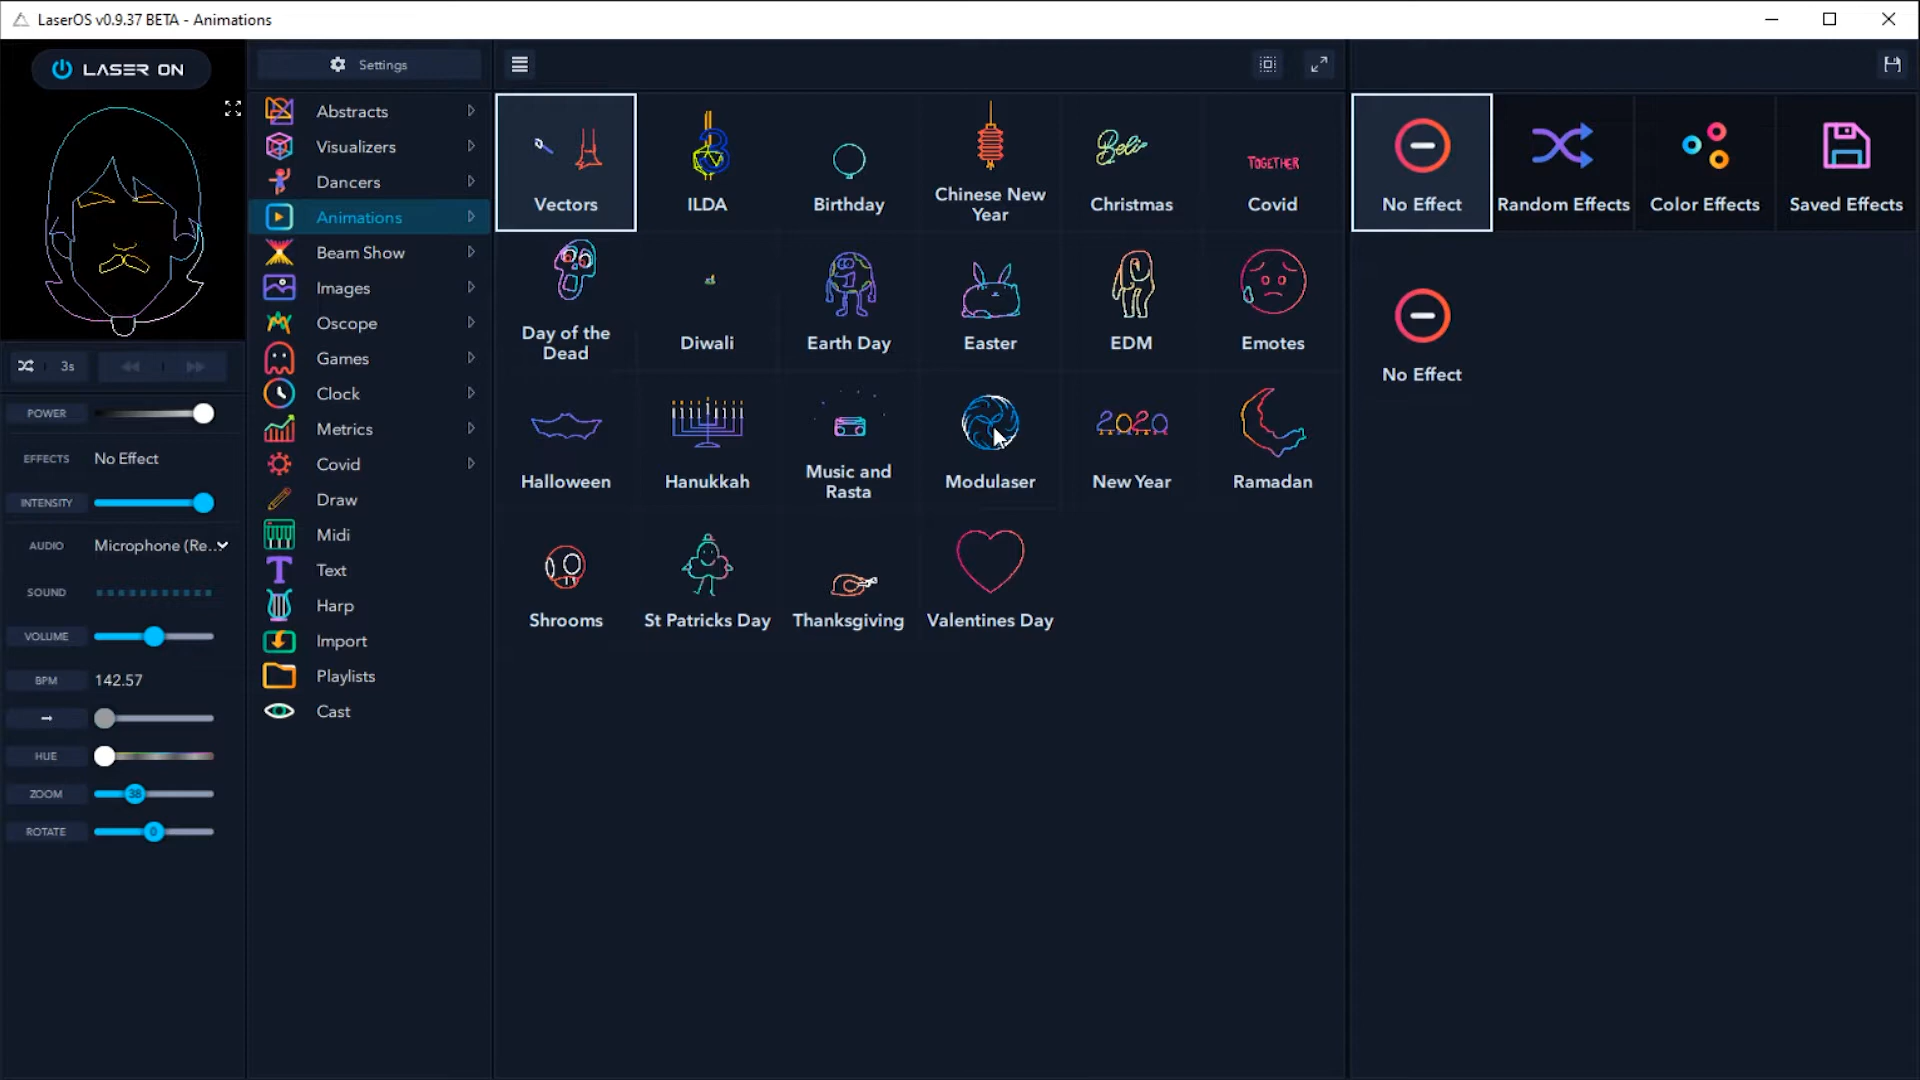 LaserOS v0.9.37 BETA - Animations
LASER ON
3s
POWER
EFFECTS No Effect
INTENSITY
AUDIO Microphone (Re...
SOUND
VOLUME
BPM 142.57
HUE
ZOOM 38
ROTATE 0
Settings
Abstracts
Visualizers
Dancers
Animations
Beam Show
Images
Oscope
Games
Clock
Metrics
Covid
Draw
Midi
Text
Harp
Import
Playlists
Cast
TOGETHER
Vectors
ILDA
Birthday
Chinese New
Year
Christmas
Covid
Day of the
Dead
Diwali
Earth Day
Easter
EDM
Emotes
2020
Halloween
Hanukkah
Music and
Rasta
Modulaser
New Year
Ramadan
Shrooms
St Patricks Day
Thanksgiving
Valentines Day
No Effect
Random Effects
Color Effects
Saved Effects
No Effect